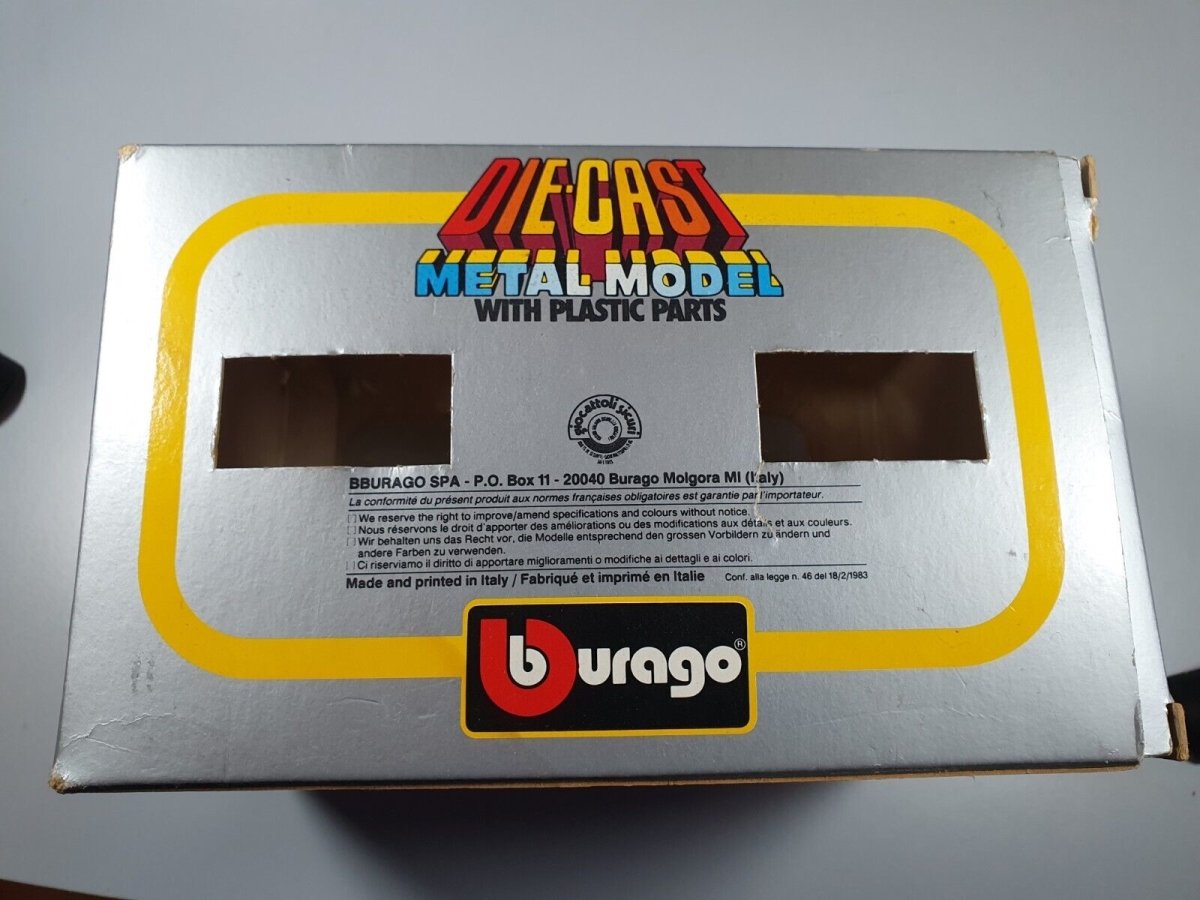 DIE-CAST
METAL MODEL
WITH PLASTIC PARTS
giocattoli sicuri
BBURAGO SPA - P.O. Box 11 - 20040 Burago Molgora MI (Italy)
La conformité du présent produit aux normes françaises obligatoires est garantie par l'importateur.
We reserve the right to improve/amend specifications and colours without notice.
Nous réservons le droit d'apporter des améliorations ou des modifications aux détails et aux couleurs.
Wir behalten uns das Recht vor, die Modelle entsprechend den grossen Vorbildern zu ändern und
andere Farben zu verwenden.
Ci riserviamo il diritto di apportare miglioramenti o modifiche ai dettagli e ai colori.
Made and printed in Italy / Fabriqué et imprimé en Italie Conf. alla legge n. 46 del 18/2/1983
bburago®